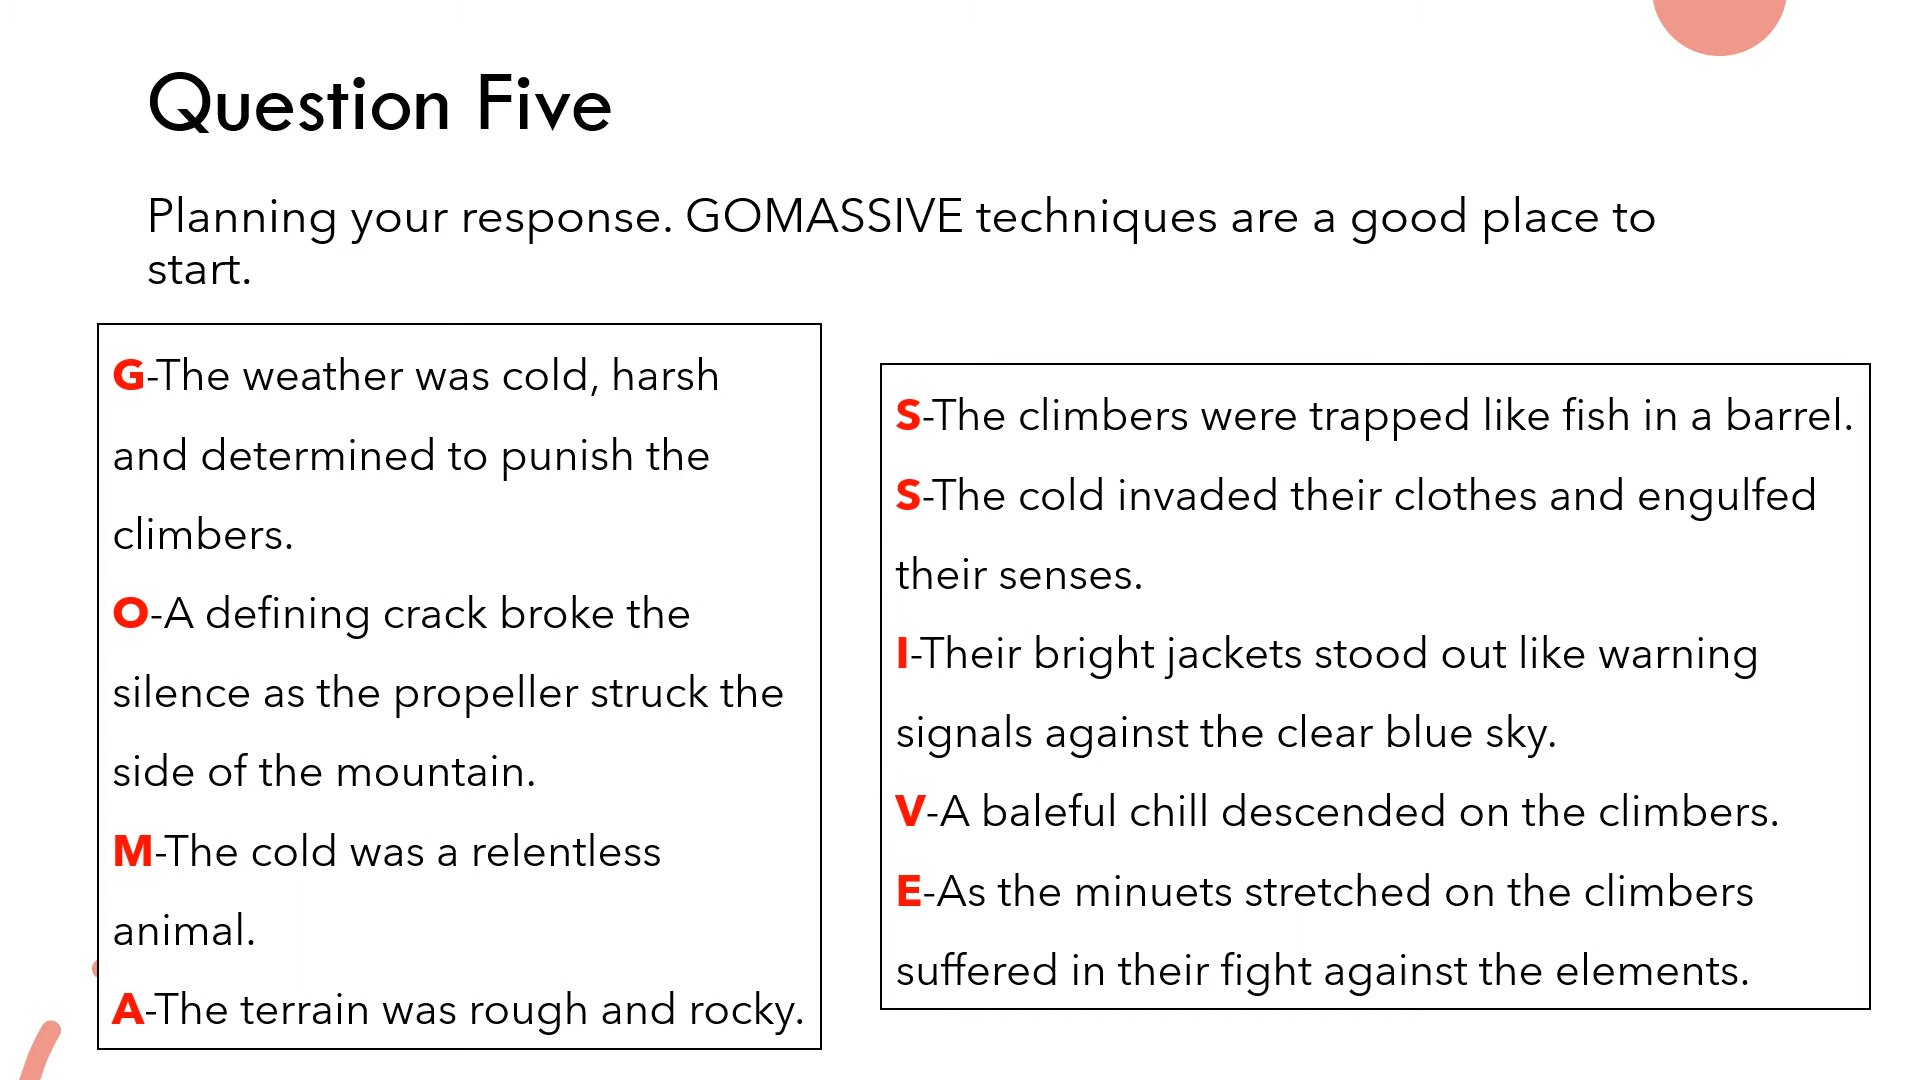 Question Five
Planning your response. GOMASSIVE techniques are a good place to
start.
G-The weather was cold, harsh
and determined to punish the
climbers.
O-A defining crack broke the
silence as the propeller struck the
side of the mountain.
M-The cold was a relentless
animal.
A-The terrain was rough and rocky.
S-The climbers were trapped like fish in a barrel.
S-The cold invaded their clothes and engulfed
their senses.
I-Their bright jackets stood out like warning
signals against the clear blue sky.
V-A baleful chill descended on the climbers.
E-As the minuets stretched on the climbers
suffered in their fight against the elements.